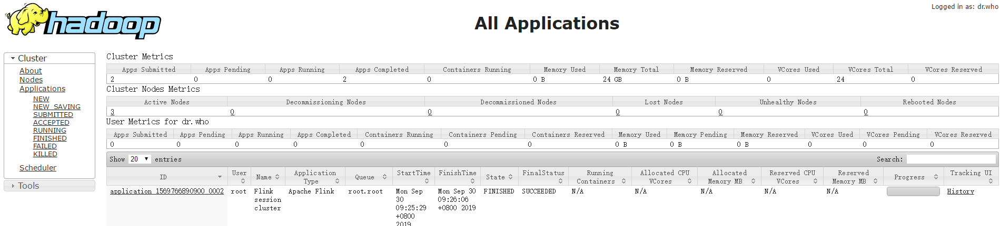 Logged in as: dr.who
hadoop
All Applications
Cluster
About
Nodes
Applications
NEW
NEW_SAVING
SUBMITTED
ACCEPTED
RUNNING
FINISHED
FAILED
KILLED
Scheduler
Tools
Cluster Metrics
Apps Submitted Apps Pending Apps Running Apps Completed Containers Running Memory Used Memory Total Memory Reserved VCores Used VCores Total VCores Reserved
2 0 0 2 0 0 B 24 GB 0 B 0 24 0
Cluster Nodes Metrics
Active Nodes Decommissioning Nodes Decommissioned Nodes Lost Nodes Unhealthy Nodes Rebooted Nodes
3 0 0 0 0 0
User Metrics for dr.who
Apps Submitted Apps Pending Apps Running Apps Completed Containers Running Containers Pending Containers Reserved Memory Used Memory Pending Memory Reserved VCores Used VCores Pending VCores Reserved
0 0 0 0 0 0 0 0 B 0 B 0 B 0 0 0
Show 20 entries Search:
ID User Name Application Type Queue StartTime FinishTime State FinalStatus Running Containers Allocated CPU VCores Allocated Memory MB Reserved CPU VCores Reserved Memory MB Progress Tracking UI
application_1569766890900_0002 root Flink Apache Flink root.root Mon Sep Mon Sep 30 FINISHED SUCCEEDED N/A N/A N/A N/A N/A History
session 30 09:26:06
cluster 09:25:29 +0800 2019
+0800
2019